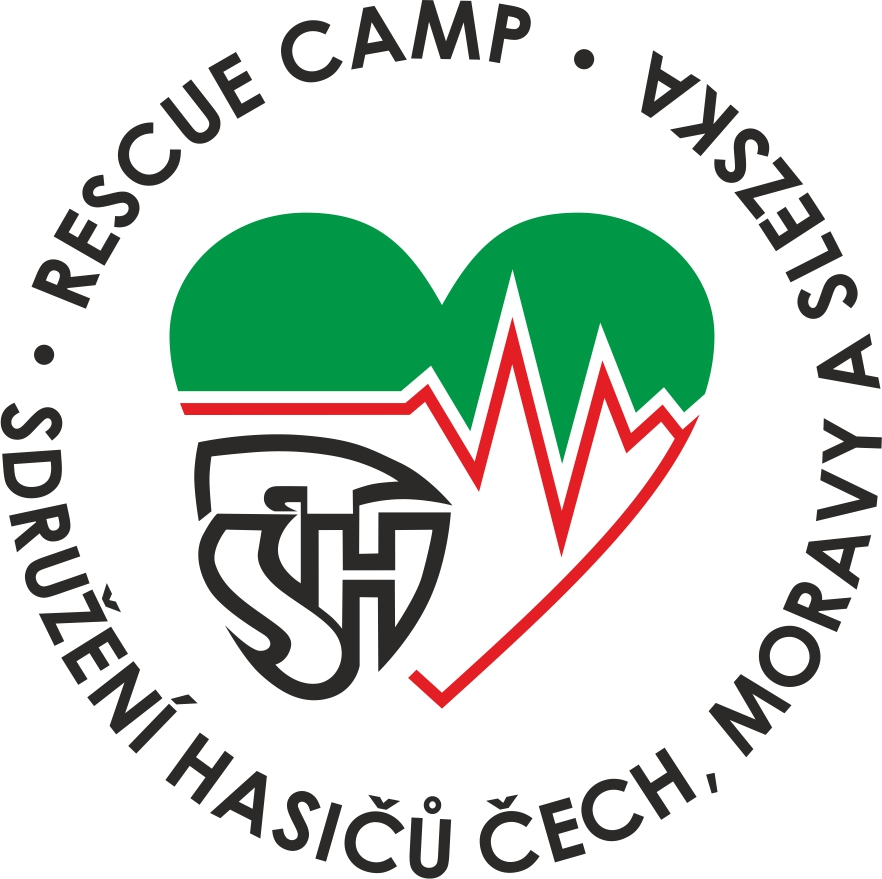 • RESCUE CAMP •
SDRUŽENÍ HASIČŮ ČECH, MORAVY A SLEZSKA
SH